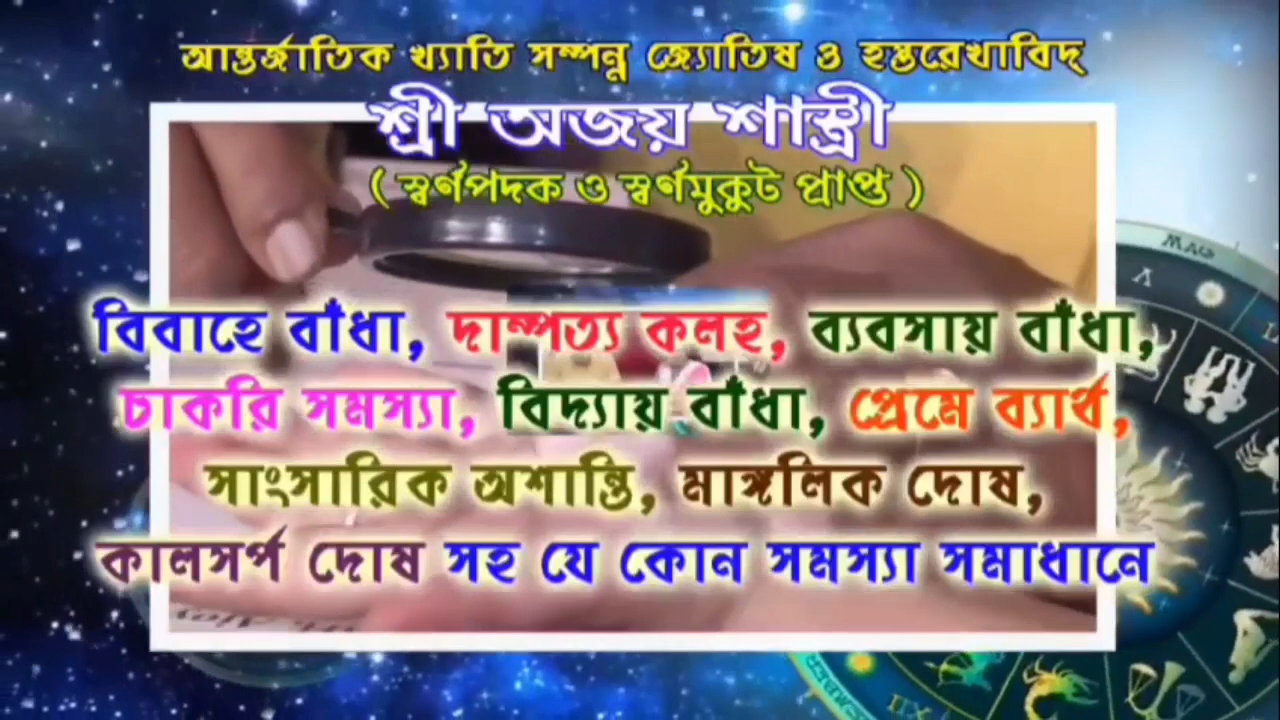 আন্তর্জাতিক খ্যাতি সম্পন্ন জ্যোতিষ ও হস্তরেখাবিদ্
শ্রী অজয় শাস্ত্রী
( স্বর্ণপদক ও স্বর্ণমুকুট প্রাপ্ত )
বিবাহে বাঁধা, দাম্পত্য কলহ, ব্যবসায় বাঁধা,
চাকরি সমস্যা, বিদ্যায় বাঁধা, প্রেমে ব্যার্থ,
সাংসারিক অশান্তি, মাঙ্গলিক দোষ,
কালসর্প দোষ সহ যে কোন সমস্যা সমাধানে